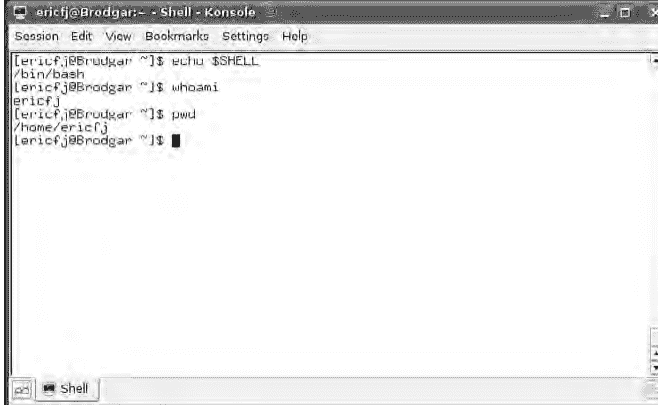 ericfj@Brodgar:~ - Shell - Konsole
Session Edit View Bookmarks Settings Help
[ericfj@Brodgar ~]$ echo $SHELL
/bin/bash
[ericfj@Brodgar ~]$ whoami
ericfj
[ericfj@Brodgar ~]$ pwd
/home/ericfj
[ericfj@Brodgar ~]$
Shell